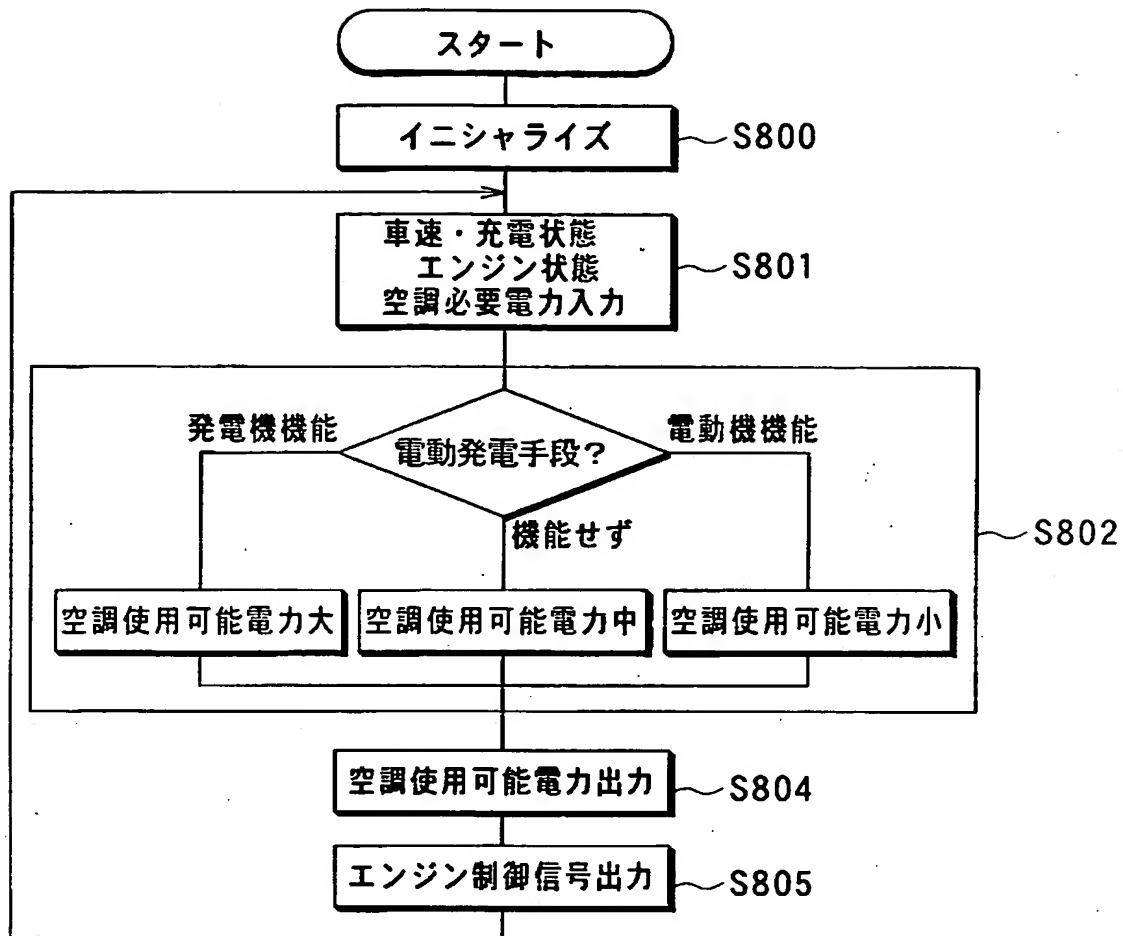 スタート
イニシャライズ
S800
車速・充電状態
エンジン状態
空調必要電力入力
S801
発電機機能
電動発電手段?
電動機機能
機能せず
S802
空調使用可能電力大
空調使用可能電力中
空調使用可能電力小
空調使用可能電力出力
S804
エンジン制御信号出力
S805